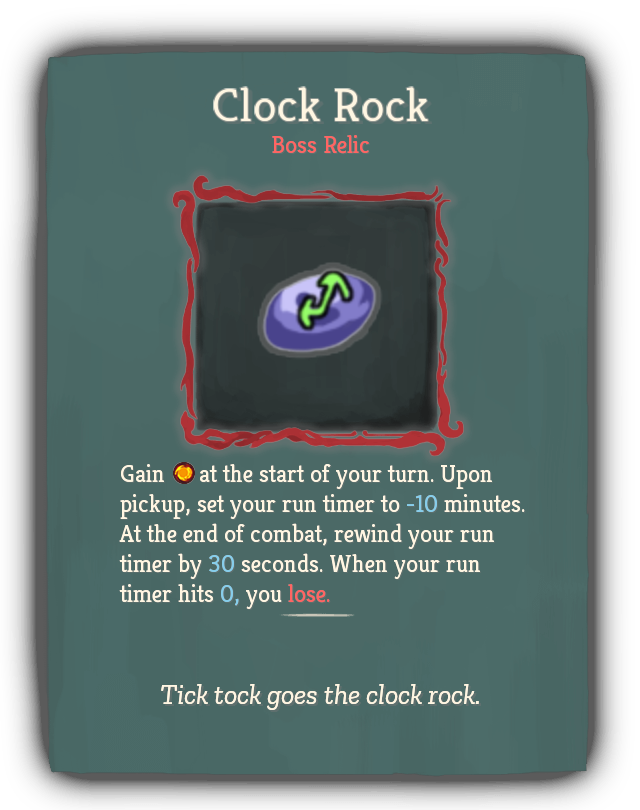 Clock Rock
Boss Relic
Gain at the start of your turn. Upon
pickup, set your run timer to -10 minutes.
At the end of combat, rewind your run
timer by 30 seconds. When your run
timer hits 0, you lose.
Tick tock goes the clock rock.